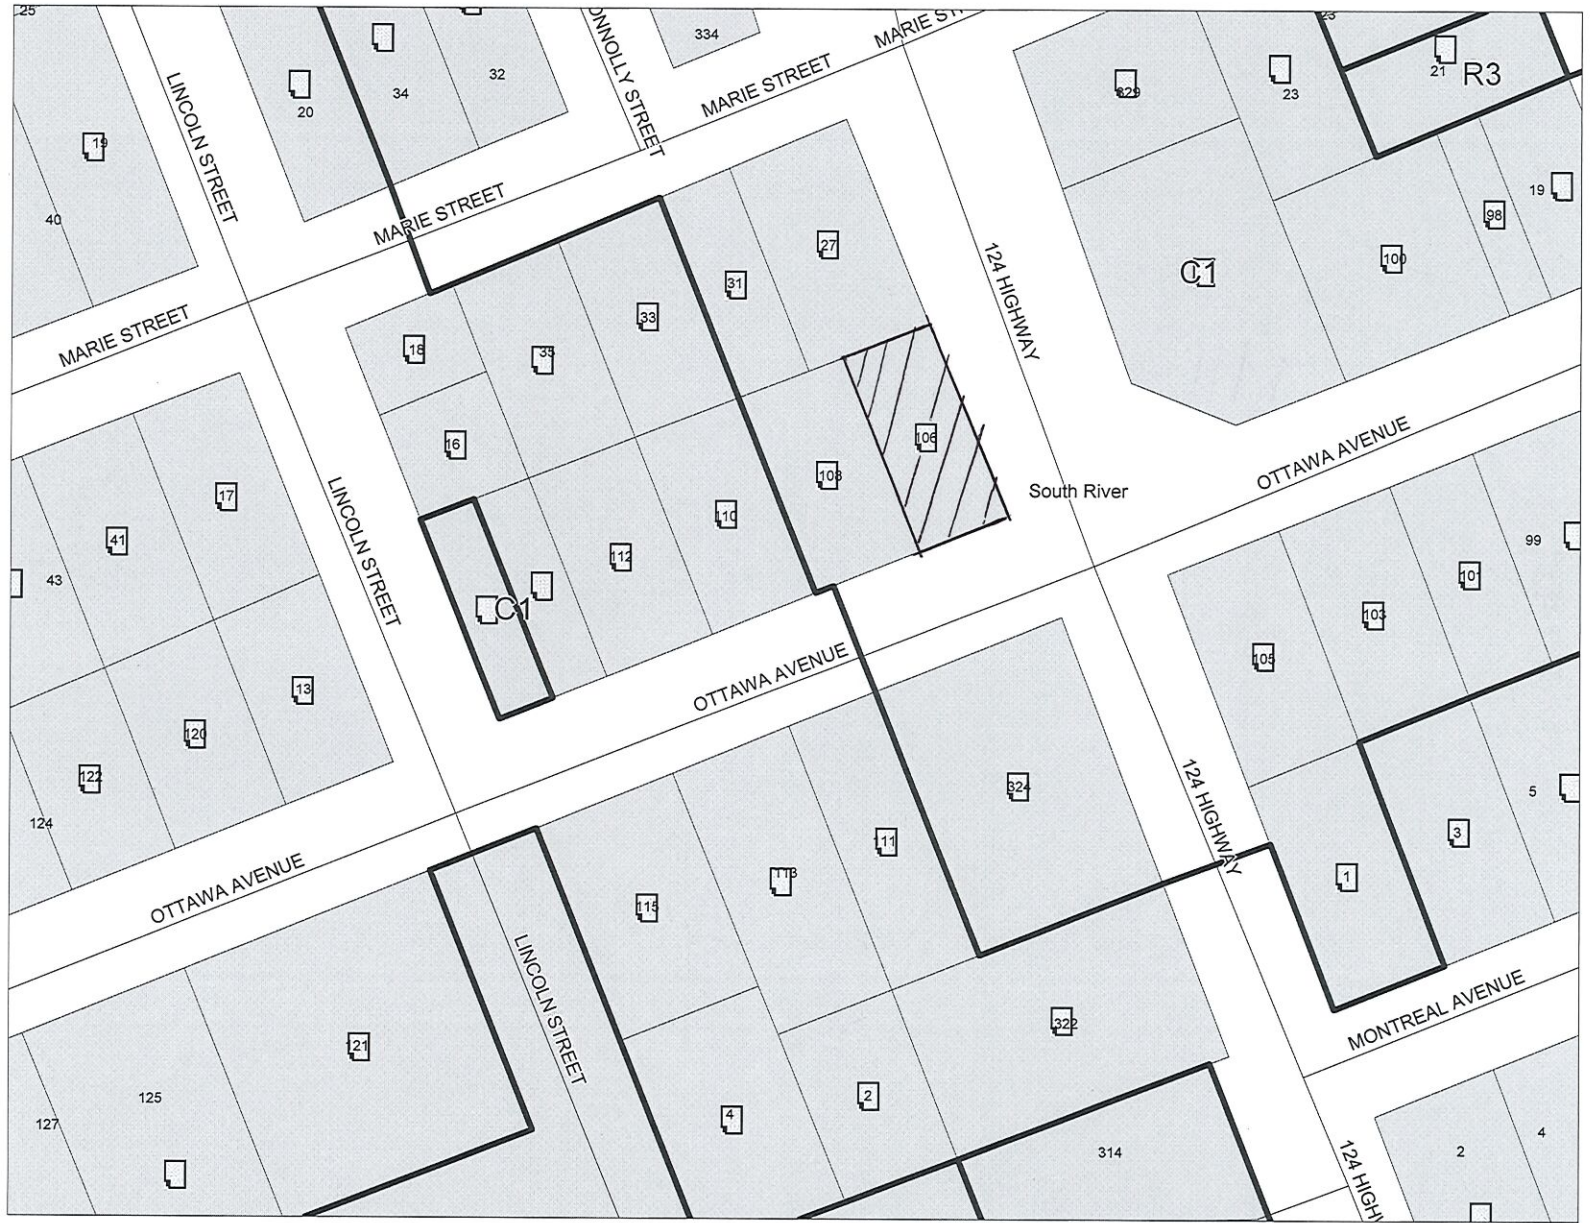 25
334
MARIE ST
32
34
20
LINCOLN STREET
ONNOLLY STREET
MARIE STREET
329
23
23
21
R3
19
40
MARIE STREET
19
98
100
C1
27
31
33
35
18
124 HIGHWAY
MARIE STREET
16
106
108
South River
OTTAWA AVENUE
17
41
43
LINCOLN STREET
110
112
C1
99
101
103
105
13
120
122
124
OTTAWA AVENUE
324
124 HIGHWAY
5
3
1
111
113
115
OTTAWA AVENUE
LINCOLN STREET
121
125
127
322
MONTREAL AVENUE
2
4
314
124 HIGHV
2
4